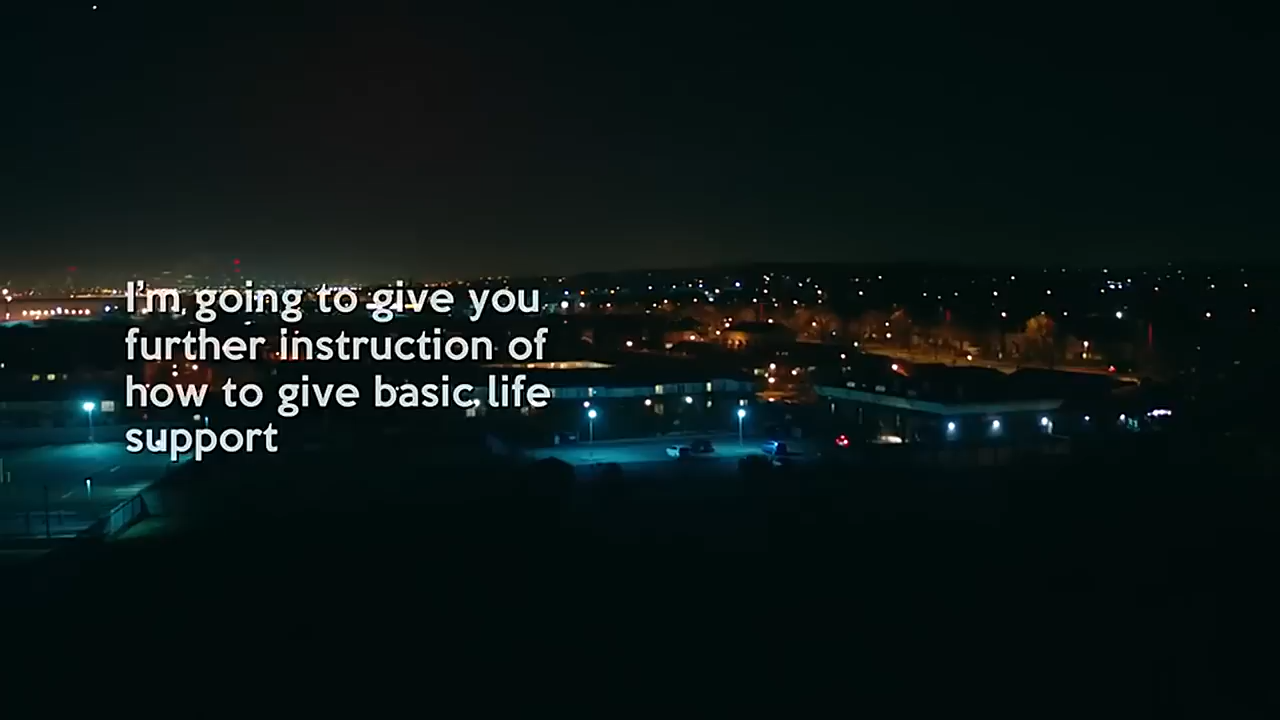 I'm going to give you
further instruction of
how to give basic life
support